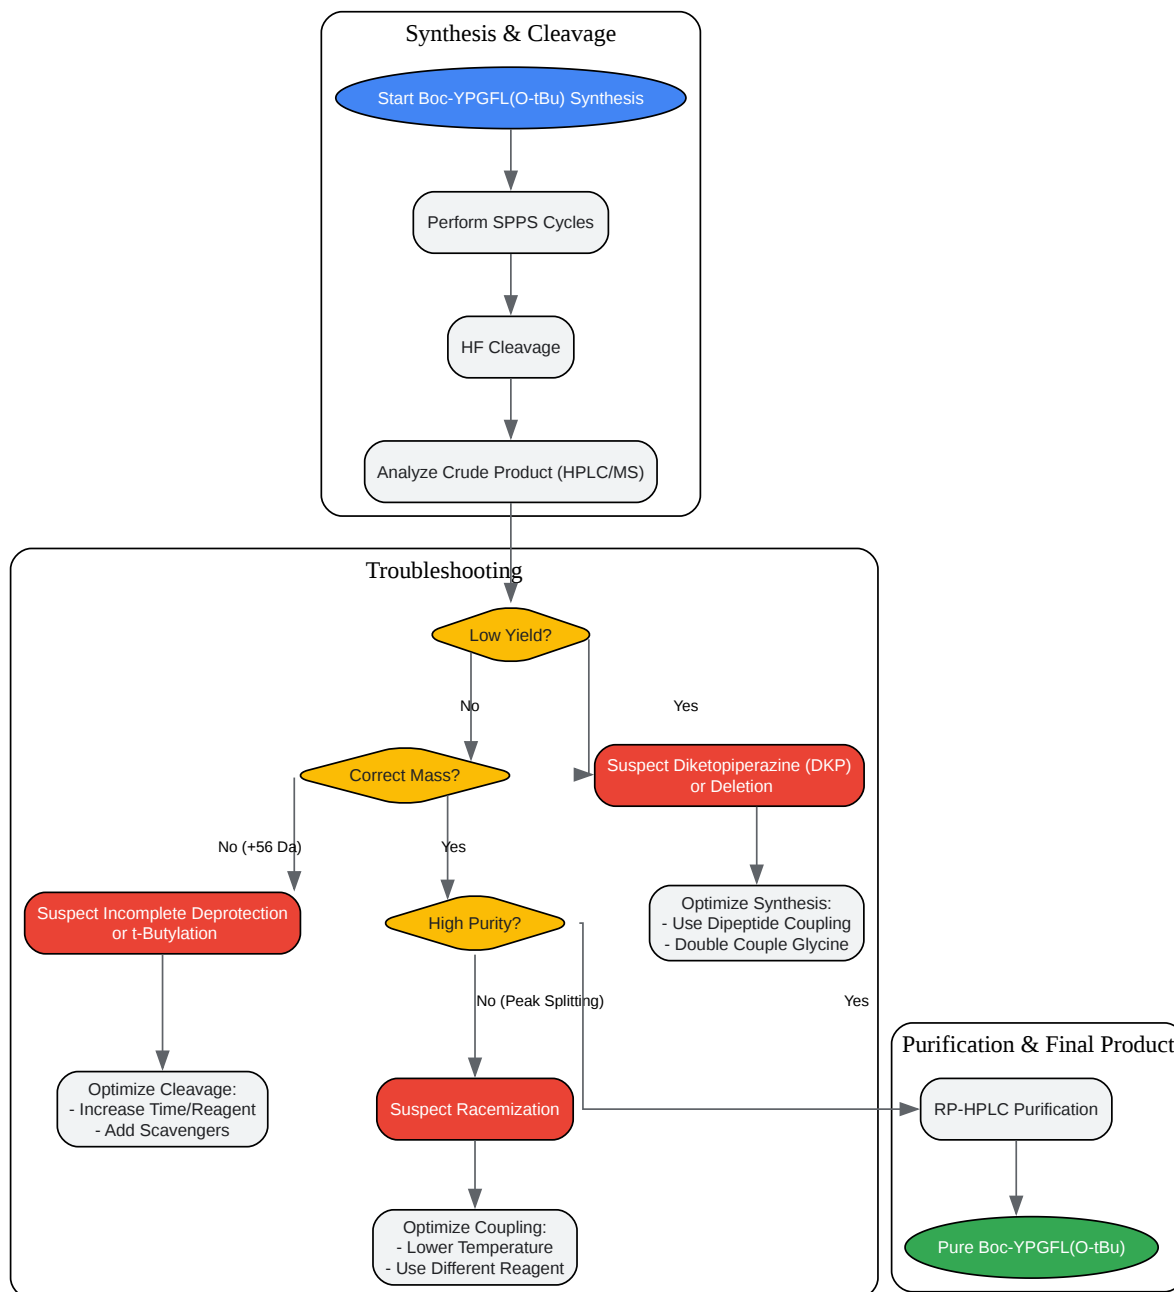 Synthesis & Cleavage
Start Boc-YPGFL(O-tBu) Synthesis
Perform SPPS Cycles
HF Cleavage
Analyze Crude Product (HPLC/MS)
Troubleshooting
Low Yield?
No
Yes
Correct Mass?
Suspect Diketopiperazine (DKP)
or Deletion
No (+56 Da)
Yes
Suspect Incomplete Deprotection
or t-Butylation
High Purity?
Optimize Synthesis:
- Use Dipeptide Coupling
- Double Couple Glycine
No (Peak Splitting)
Yes
Optimize Cleavage:
- Increase Time/Reagent
- Add Scavengers
Suspect Racemization
Optimize Coupling:
- Lower Temperature
- Use Different Reagent
Purification & Final Product
RP-HPLC Purification
Pure Boc-YPGFL(O-tBu)